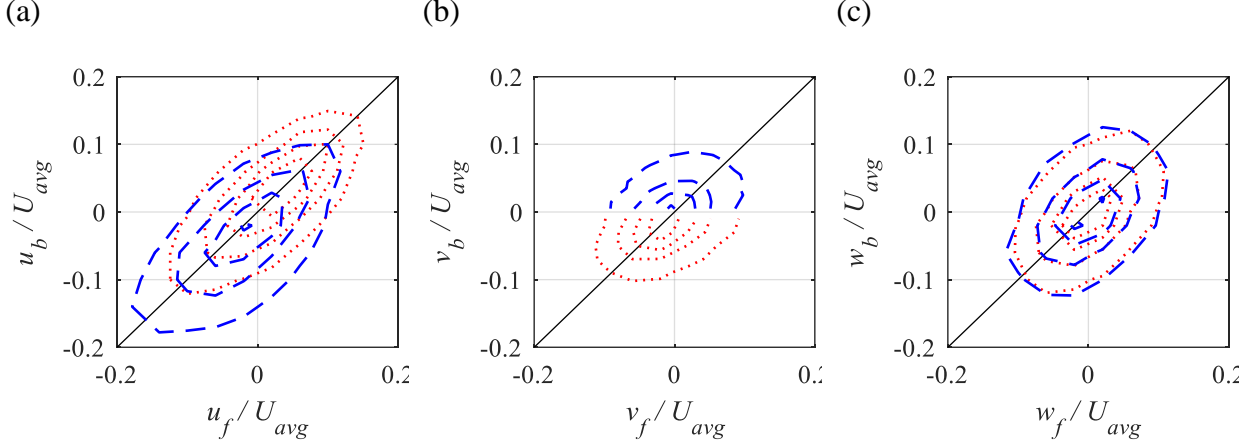 (a) (b) (c)
0.2 0.2 0.2
0.1 0.1 0.1
0 0 0
-0.1 -0.1 -0.1
-0.2 -0.2 -0.2
-0.2 0 0.2 -0.2 0 0.2 -0.2 0 0.2
u_b / U_avg v_b / U_avg w_b / U_avg
u_f / U_avg v_f / U_avg w_f / U_avg